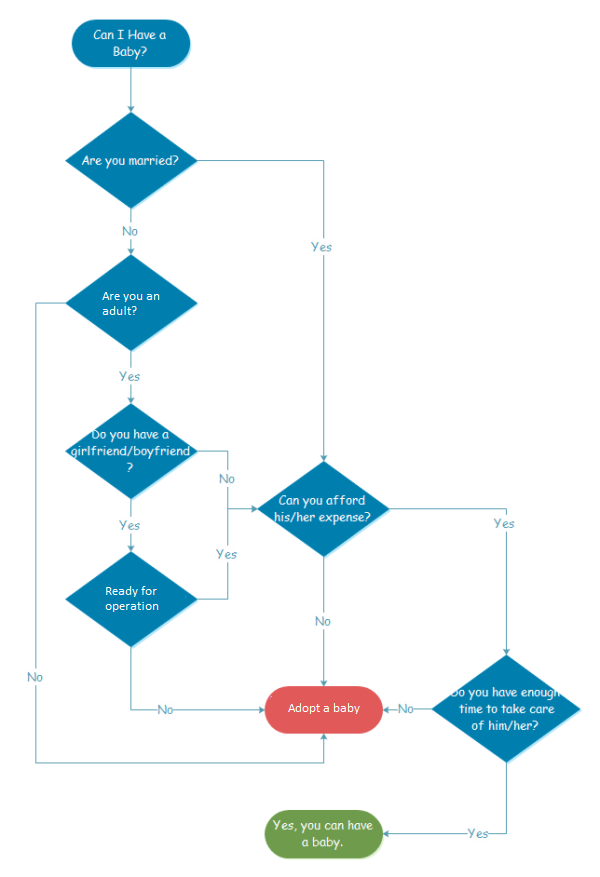 Can I Have a
Baby?
Are you married?
No
Yes
Are you an
adult?
Yes
Do you have a
girlfriend/boyfriend
?
No
Yes
Can you afford
his/her expense?
Yes
Yes
Ready for
operation
No
No
Do you have enough
time to take care
of him/her?
No
Adopt a baby
No
Yes, you can have
a baby.
Yes